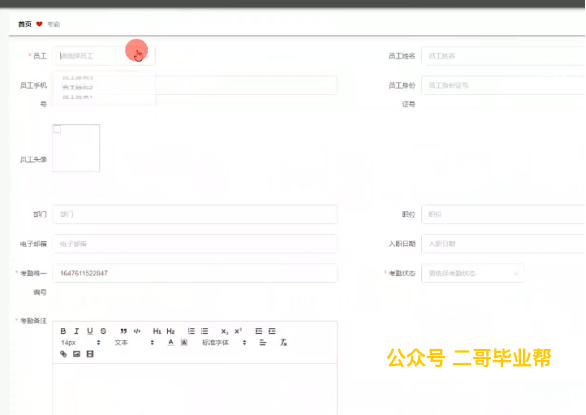 首页 ❤ 考勤
* 员工 请选择员工 员工姓名 员工姓名
员工手机号 员工身份证号 员工身份证号
员工头像
部门 部门 职位 职位
电子邮箱 电子邮箱 入职日期 入职日期
* 考勤唯一编号 1647611522847 * 考勤状态 请选择考勤状态
* 考勤备注
B I U S ” </> H1 H2 X₂ X²
14px 文本 A A 标准字体
公众号 二哥毕业帮